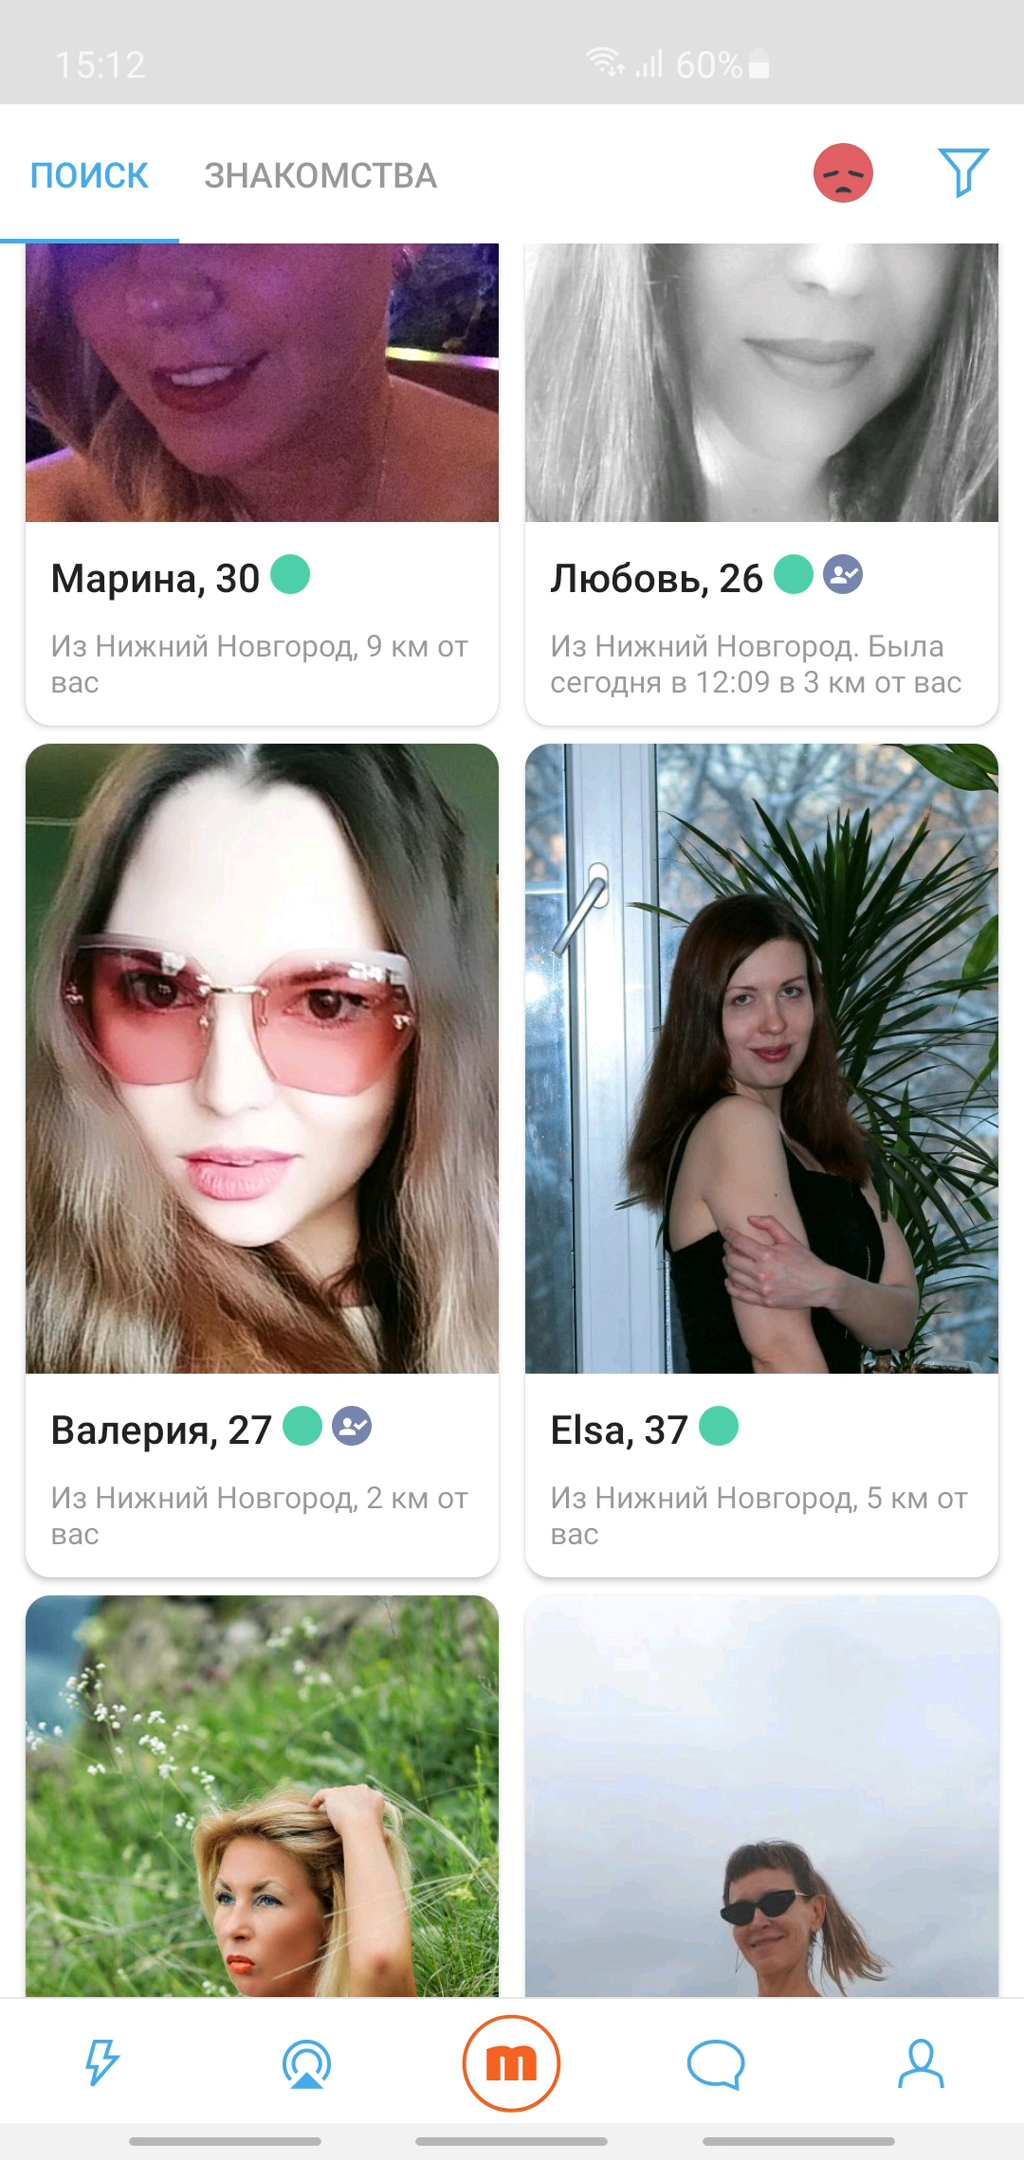 15:12
60%
ПОИСК
ЗНАКОМСТВА
Марина, 30
Из Нижний Новгород, 9 км от
вас
Любовь, 26
Из Нижний Новгород. Была
сегодня в 12:09 в 3 км от вас
Валерия, 27
Из Нижний Новгород, 2 км от
вас
Elsa, 37
Из Нижний Новгород, 5 км от
вас
m